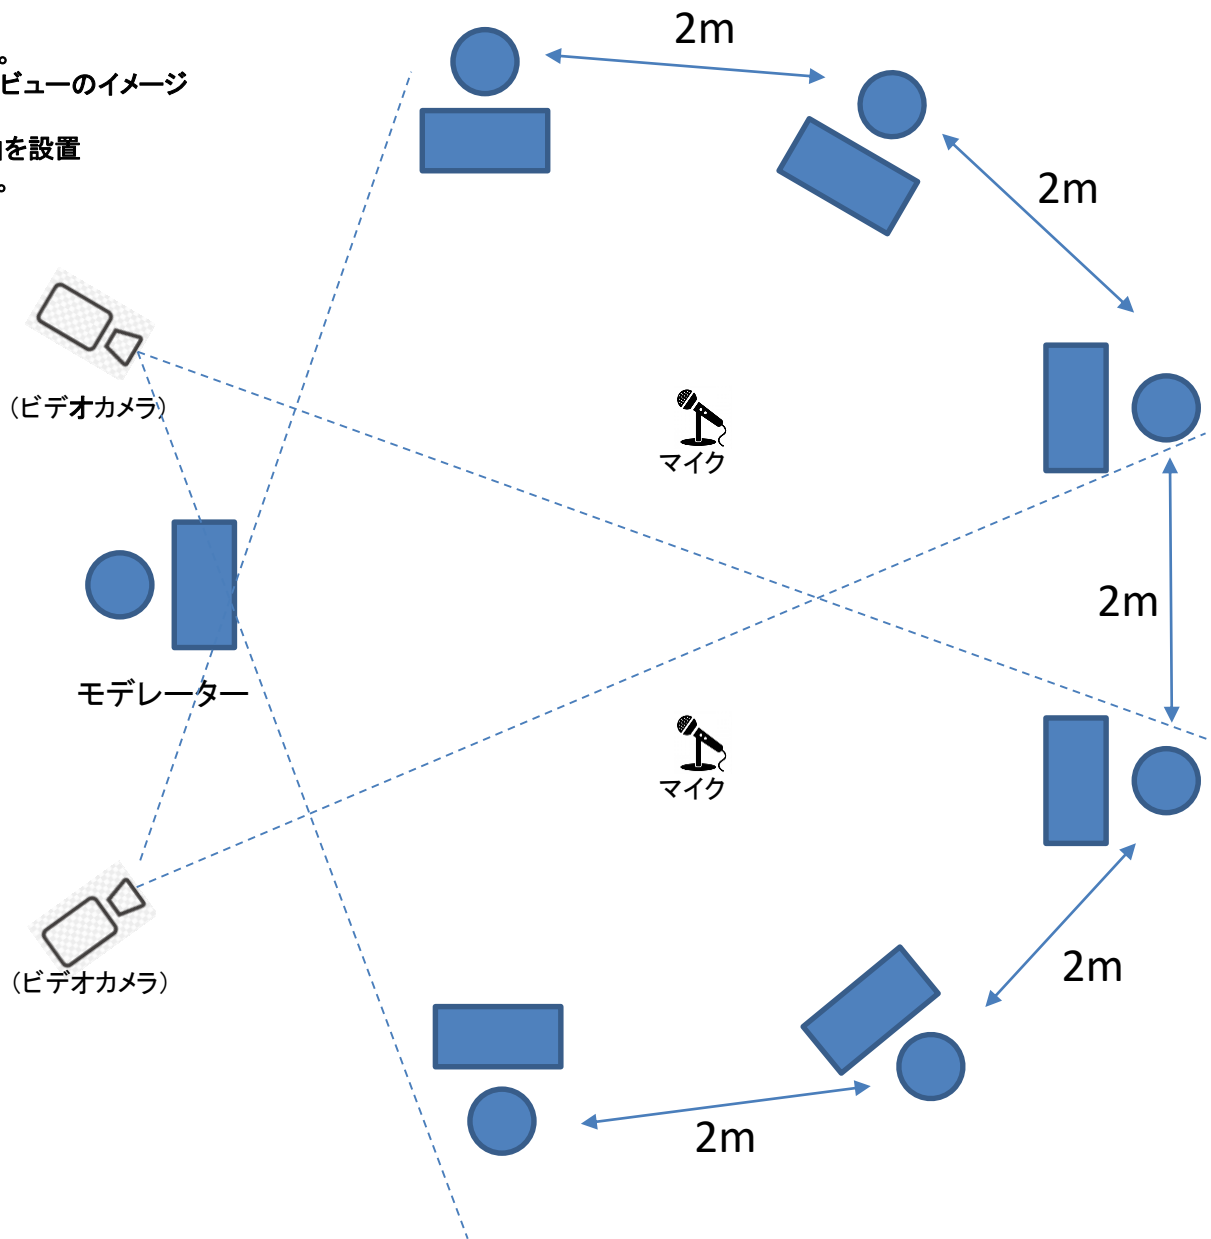 。
ビューのイメージ
を設置
。
2m
2m
(ビデオカメラ)
マイク
2m
モデレーター
マイク
(ビデオカメラ)
2m
2m